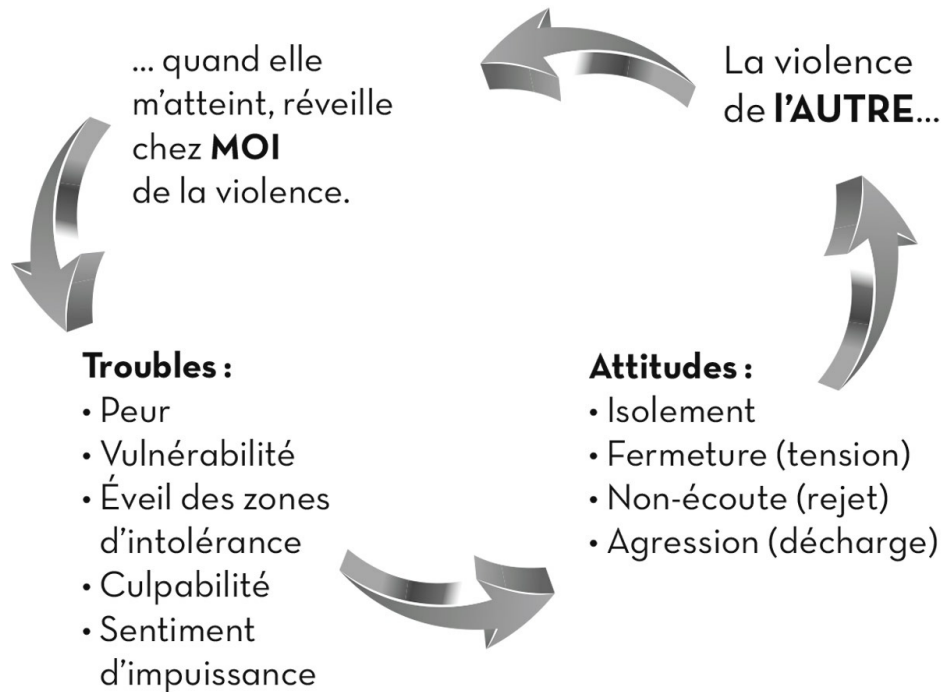 La violence
de l'AUTRE...
... quand elle
m'atteint, réveille
chez MOI
de la violence.
Troubles :
• Peur
• Vulnérabilité
• Éveil des zones
d'intolérance
• Culpabilité
• Sentiment
d'impuissance
Attitudes :
• Isolement
• Fermeture (tension)
• Non-écoute (rejet)
• Agression (décharge)